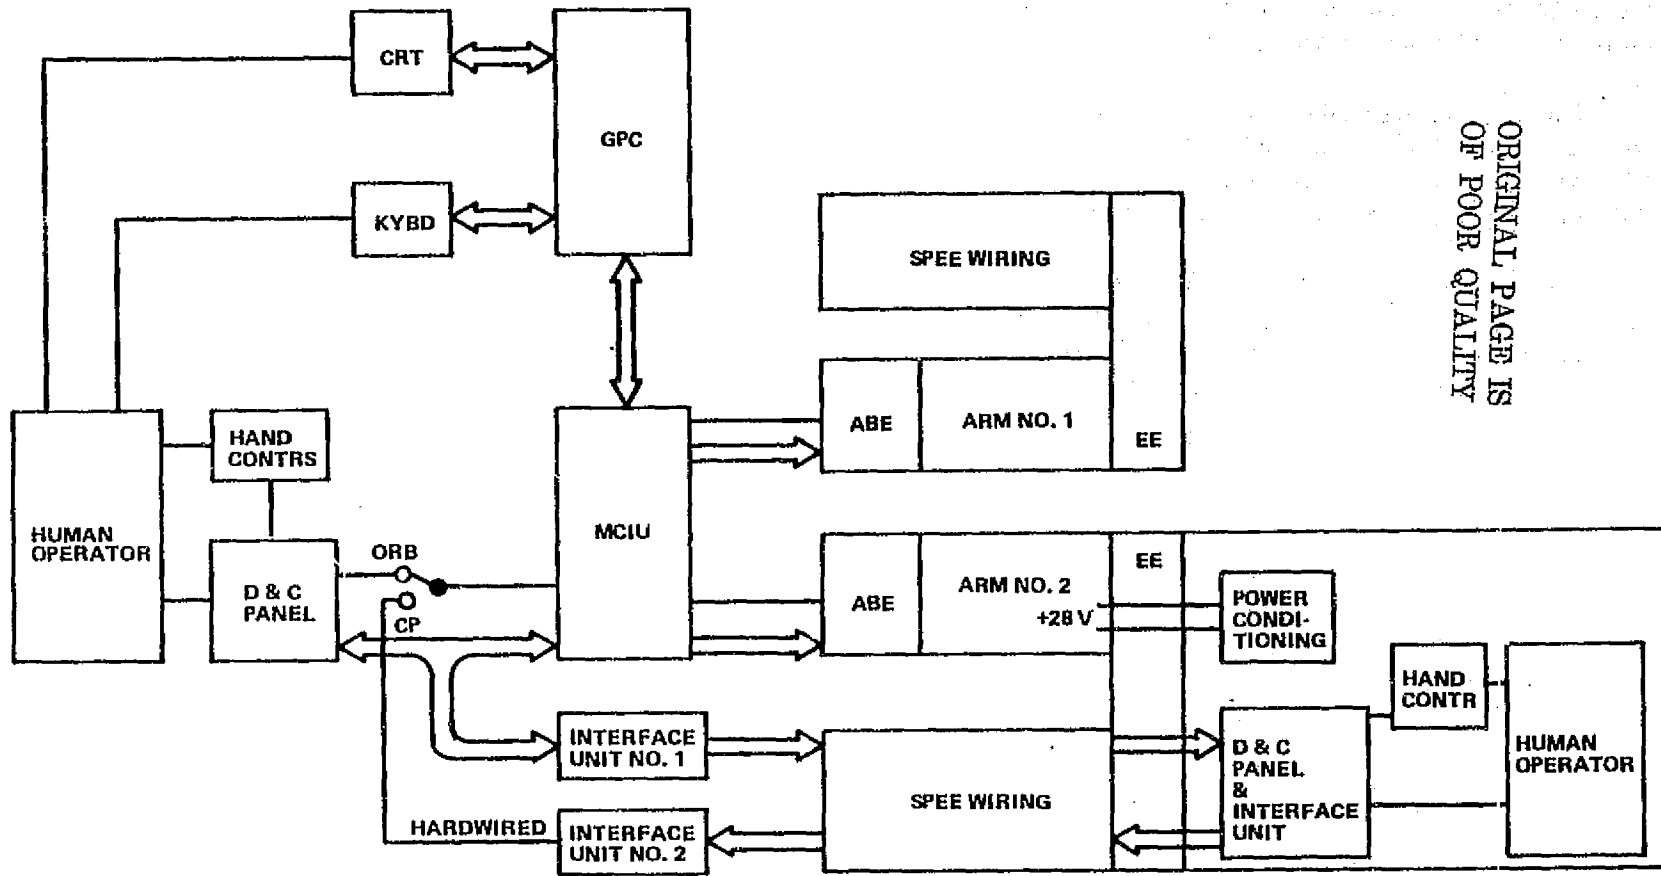 CRT
GPC
KYBD
ORIGINAL PAGE IS
OF POOR QUALITY
SPEE WIRING
HAND
CONTRS
ABE
ARM NO. 1
EE
HUMAN
OPERATOR
MCIU
ORB
D & C
PANEL
CP
ABE
ARM NO. 2
+28 V
EE
POWER
CONDI-
TIONING
HAND
CONTR
INTERFACE
UNIT NO. 1
D & C
PANEL
&
INTERFACE
UNIT
HUMAN
OPERATOR
SPEE WIRING
HARDWIRED
INTERFACE
UNIT NO. 2